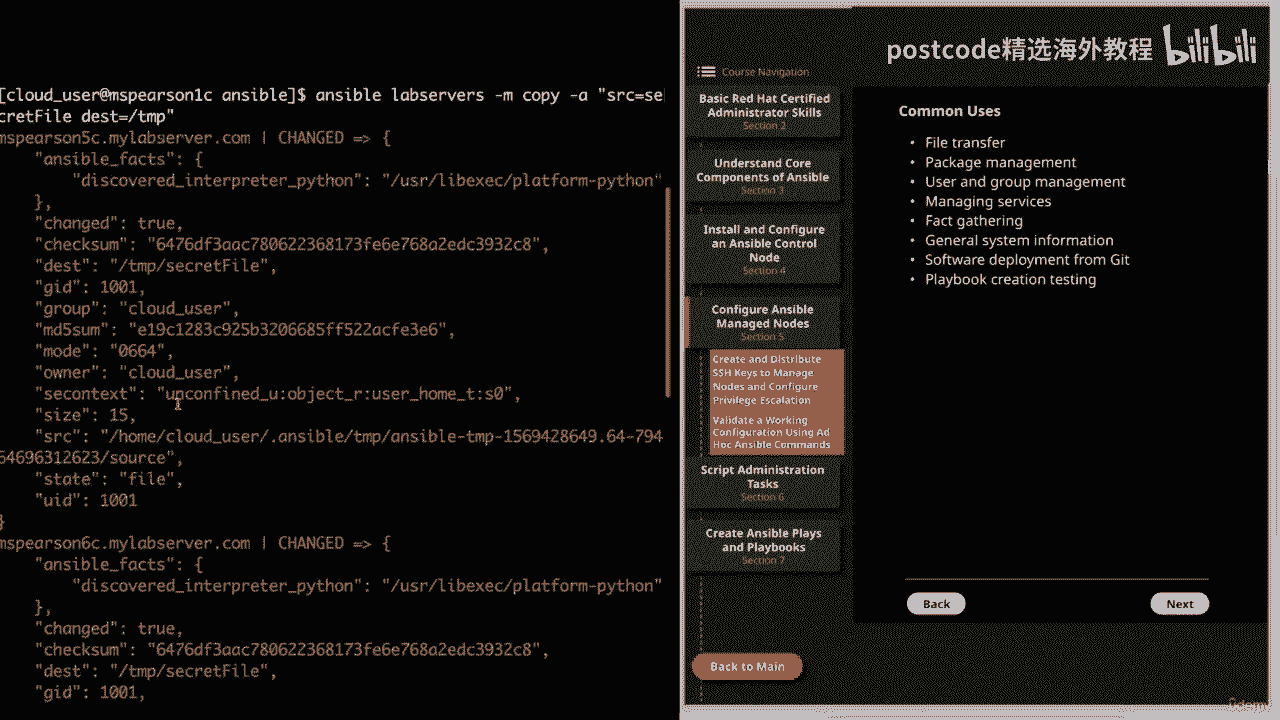 [cloud_user@mspearson1c ansible]$ ansible labservers -m copy -a "src=se
cretFile dest=/tmp"
mspearson5c.mylabserver.com | CHANGED => {
"ansible_facts": {
"discovered_interpreter_python": "/usr/libexec/platform-python"
},
"changed": true,
"checksum": "6476df3aac780622368173fe6e768a2edc3932c8",
"dest": "/tmp/secretFile",
"gid": 1001,
"group": "cloud_user",
"md5sum": "e19c1283c925b3206685ff522acfe3e6",
"mode": "0664",
"owner": "cloud_user",
"secontext": "unconfined_u:object_r:user_home_t:s0",
"size": 15,
"src": "/home/cloud_user/.ansible/tmp/ansible-tmp-1569428649.64-794
64696312623/source",
"state": "file",
"uid": 1001
}
mspearson6c.mylabserver.com | CHANGED => {
"ansible_facts": {
"discovered_interpreter_python": "/usr/libexec/platform-python"
},
"changed": true,
"checksum": "6476df3aac780622368173fe6e768a2edc3932c8",
"dest": "/tmp/secretFile",
"gid": 1001,
postcode精选海外教程 bilibili
Course Navigation
Basic Red Hat Certified
Administrator Skills
Section 2
Understand Core
Components of Ansible
Section 3
Install and Configure
an Ansible Control
Node
Section 4
Configure Ansible
Managed Nodes
Section 5
Create and Distribute
SSH Keys to Manage
Nodes and Configure
Privilege Escalation
Validate a Working
Configuration Using Ad
Hoc Ansible Commands
Script Administration
Tasks
Section 6
Create Ansible Plays
and Playbooks
Section 7
Back to Main
Common Uses
• File transfer
• Package management
• User and group management
• Managing services
• Fact gathering
• General system information
• Software deployment from Git
• Playbook creation testing
Back
Next
Udemy